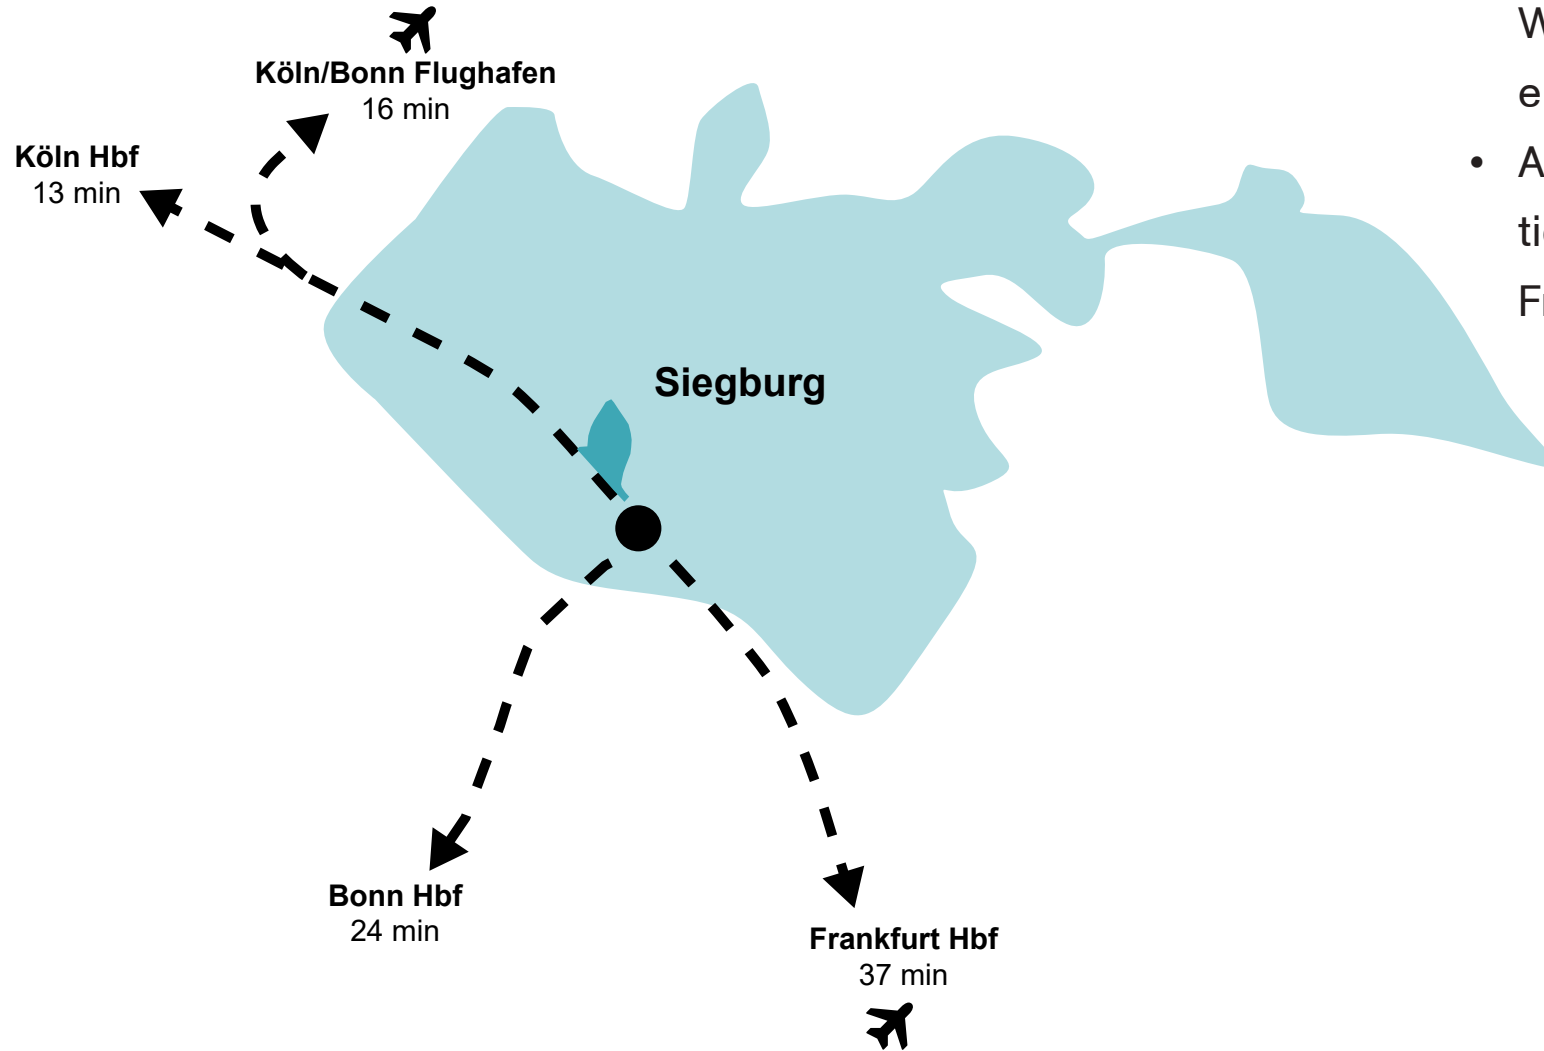 Köln/Bonn Flughafen
16 min
Köln Hbf
13 min
Siegburg
Bonn Hbf
24 min
Frankfurt Hbf
37 min